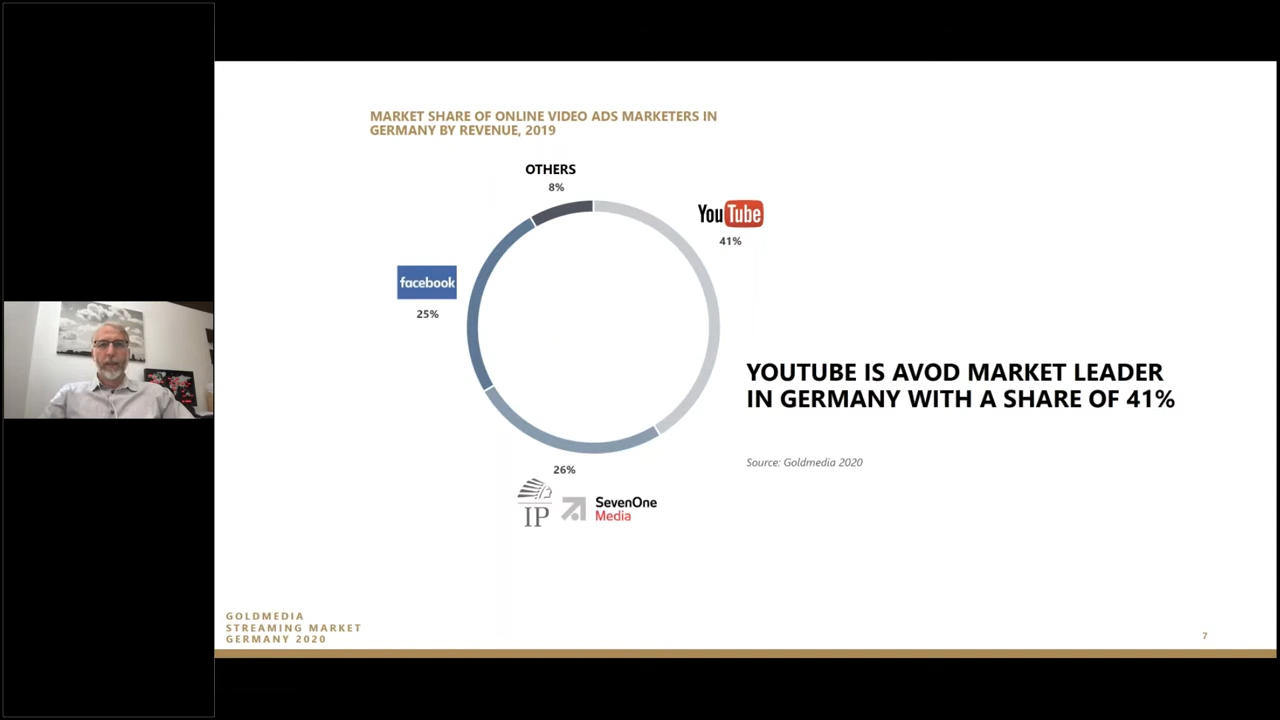 MARKET SHARE OF ONLINE VIDEO ADS MARKETERS IN
GERMANY BY REVENUE, 2019
OTHERS
8%
YouTube
41%
facebook
25%
YOUTUBE IS AVOD MARKET LEADER
IN GERMANY WITH A SHARE OF 41%
Source: Goldmedia 2020
26%
IP
SevenOne
Media
GOLDMEDIA
STREAMING MARKET
GERMANY 2020
7